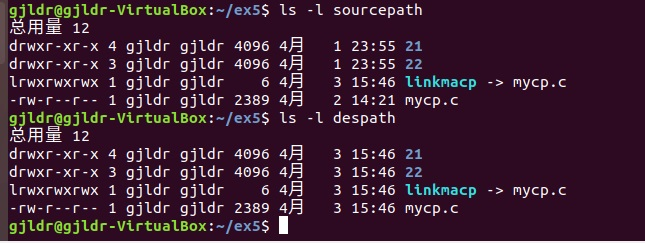 gjldr@gjldr-VirtualBox:~/ex5$ ls -l sourcepath
总用量 12
drwxr-xr-x 4 gjldr gjldr 4096 4月   1 23:55 21
drwxr-xr-x 3 gjldr gjldr 4096 4月   1 23:55 22
lrwxrwxrwx 1 gjldr gjldr    6 4月   3 15:46 linkmacp -> mycp.c
-rw-r--r-- 1 gjldr gjldr 2389 4月   2 14:21 mycp.c
gjldr@gjldr-VirtualBox:~/ex5$ ls -l despath
总用量 12
drwxr-xr-x 4 gjldr gjldr 4096 4月   3 15:46 21
drwxr-xr-x 3 gjldr gjldr 4096 4月   3 15:46 22
lrwxrwxrwx 1 gjldr gjldr    6 4月   3 15:46 linkmacp -> mycp.c
-rw-r--r-- 1 gjldr gjldr 2389 4月   3 15:46 mycp.c
gjldr@gjldr-VirtualBox:~/ex5$